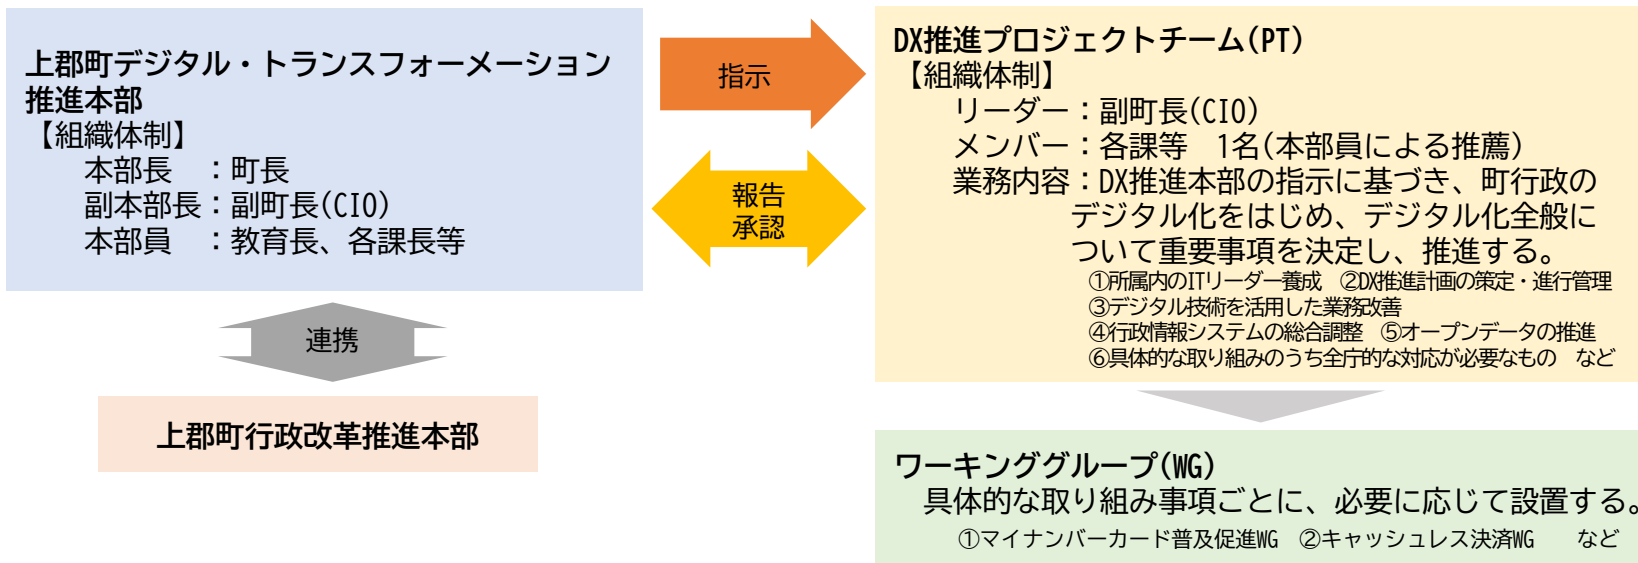 上郡町デジタル・トランスフォーメーション
推進本部
【組織体制】
本部長　：町長
副本部長：副町長(CIO)
本部員　：教育長、各課長等
指示
報告
承認
連携
上郡町行政改革推進本部
DX推進プロジェクトチーム(PT)
【組織体制】
リーダー：副町長(CIO)
メンバー：各課等　1名(本部員による推薦)
業務内容：DX推進本部の指示に基づき、町行政の
デジタル化をはじめ、デジタル化全般に
ついて重要事項を決定し、推進する。
①所属内のITリーダー養成　②DX推進計画の策定・進行管理
③デジタル技術を活用した業務改善
④行政情報システムの総合調整　⑤オープンデータの推進
⑥具体的な取り組みのうち全庁的な対応が必要なもの　など
ワーキンググループ(WG)
具体的な取り組み事項ごとに、必要に応じて設置する。
①マイナンバーカード普及促進WG　②キャッシュレス決済WG　　など